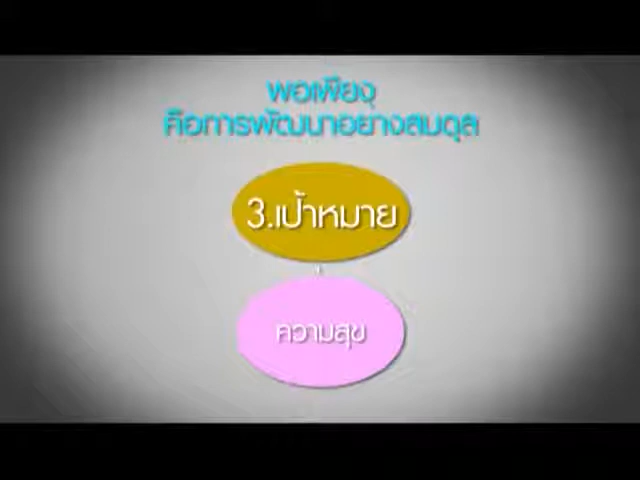 พอเพียง
คือการพัฒนาอย่างสมดุล
3.เป้าหมาย
ความสุข